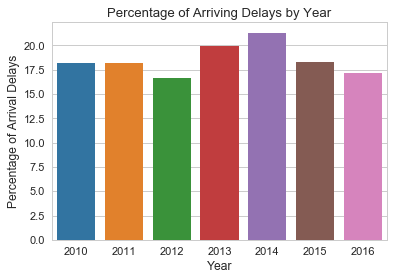 Percentage of Arriving Delays by Year
Percentage of Arrival Delays
20.0
17.5
15.0
12.5
10.0
7.5
5.0
2.5
0.0
2010 2011 2012 2013 2014 2015 2016
Year